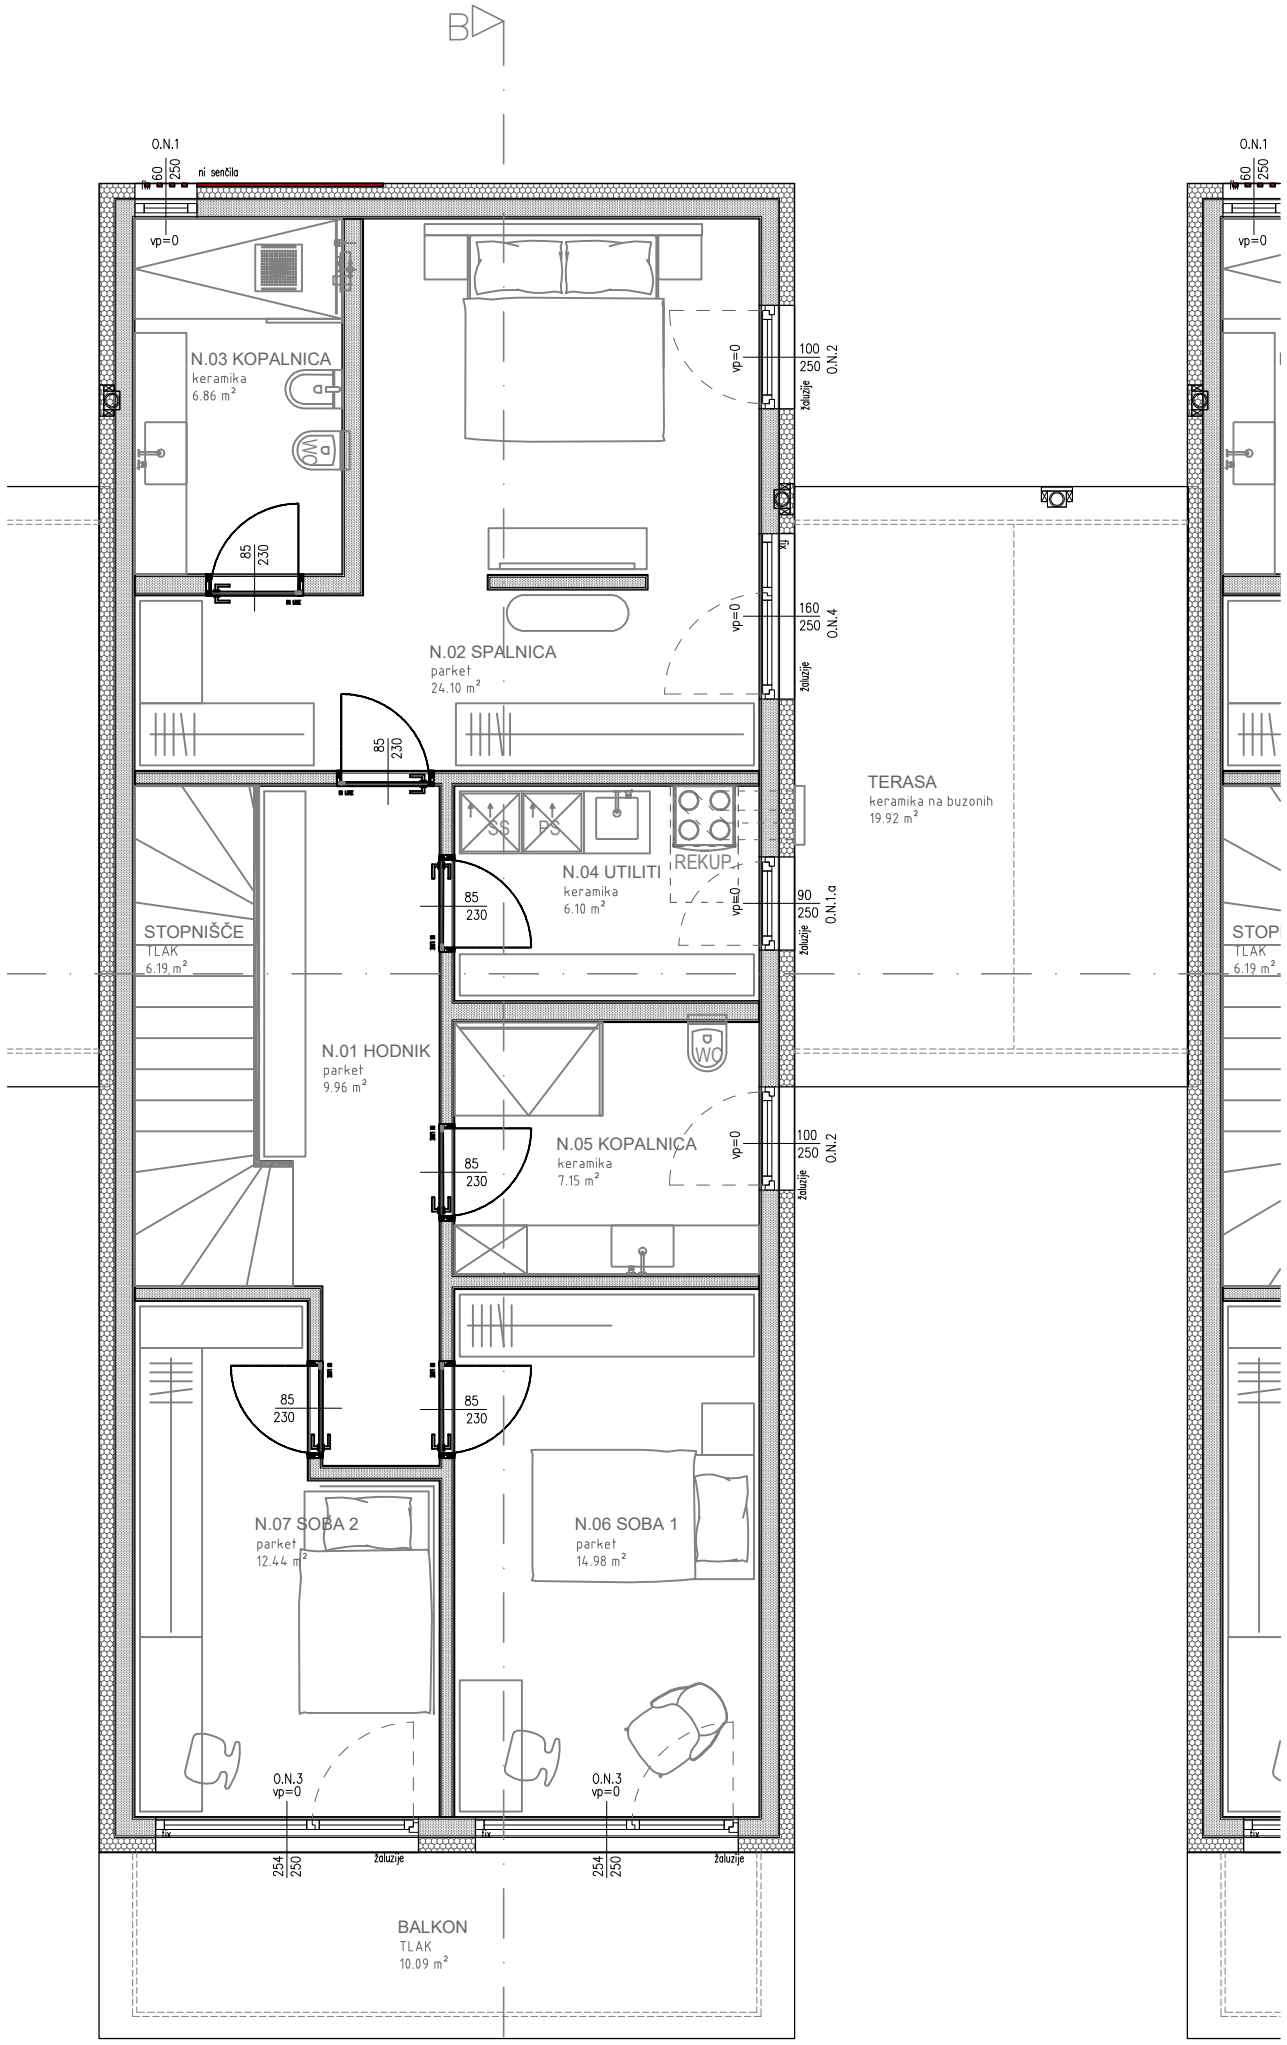 B
O.N.1
60
250
ni senčila
vp=0
O.N.1
60
250
vp=0
N.03 KOPALNICA
keramika
6.86 m²
WC
vp=0
100
250
O.N.2
žaluzije
85
230
xy
vp=0
160
250
O.N.4
žaluzije
N.02 SPALNICA
parket
24.10 m²
85
230
TERASA
keramika na buzonih
19.92 m²
SS
PS
REKUP
N.04 UTILITI
keramika
6.10 m²
85
230
vp=0
90
250
O.N.1.a
žaluzije
STOPNIŠČE
TLAK
6.19 m²
STOP
TLAK
6.19 m²
N.01 HODNIK
parket
9.96 m²
WC
N.05 KOPALNICA
keramika
7.15 m²
85
230
vp=0
100
250
O.N.2
žaluzije
85
230
85
230
N.07 SOBA 2
parket
12.44 m²
N.06 SOBA 1
parket
14.98 m²
O.N.3
vp=0
O.N.3
vp=0
fix
fix
254
250
žaluzije
254
250
žaluzije
BALKON
TLAK
10.09 m²